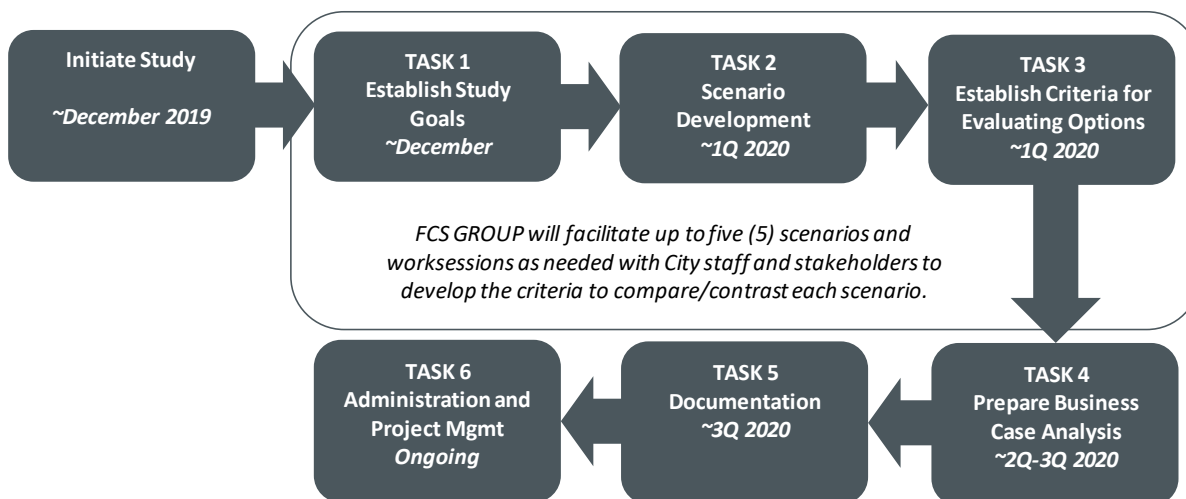 Initiate Study
~December 2019
TASK 1
Establish Study
Goals
~December
TASK 2
Scenario
Development
~1Q 2020
TASK 3
Establish Criteria for
Evaluating Options
~1Q 2020
FCS GROUP will facilitate up to five (5) scenarios and
worksessions as needed with City staff and stakeholders to
develop the criteria to compare/contrast each scenario.
TASK 4
Prepare Business
Case Analysis
~2Q-3Q 2020
TASK 5
Documentation
~3Q 2020
TASK 6
Administration and
Project Mgmt
Ongoing